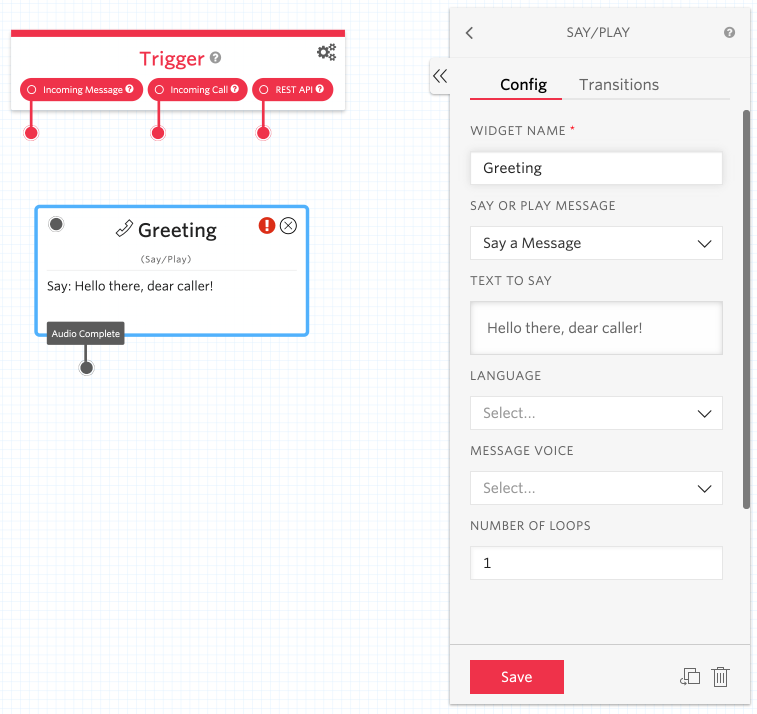 Trigger ?
Incoming Message ?
Incoming Call ?
REST API ?
Greeting !
(Say/Play)
Say: Hello there, dear caller!
Audio Complete
SAY/PLAY ?
Config Transitions
WIDGET NAME *
Greeting
SAY OR PLAY MESSAGE
Say a Message
TEXT TO SAY
Hello there, dear caller!
LANGUAGE
Select...
MESSAGE VOICE
Select...
NUMBER OF LOOPS
1
Save